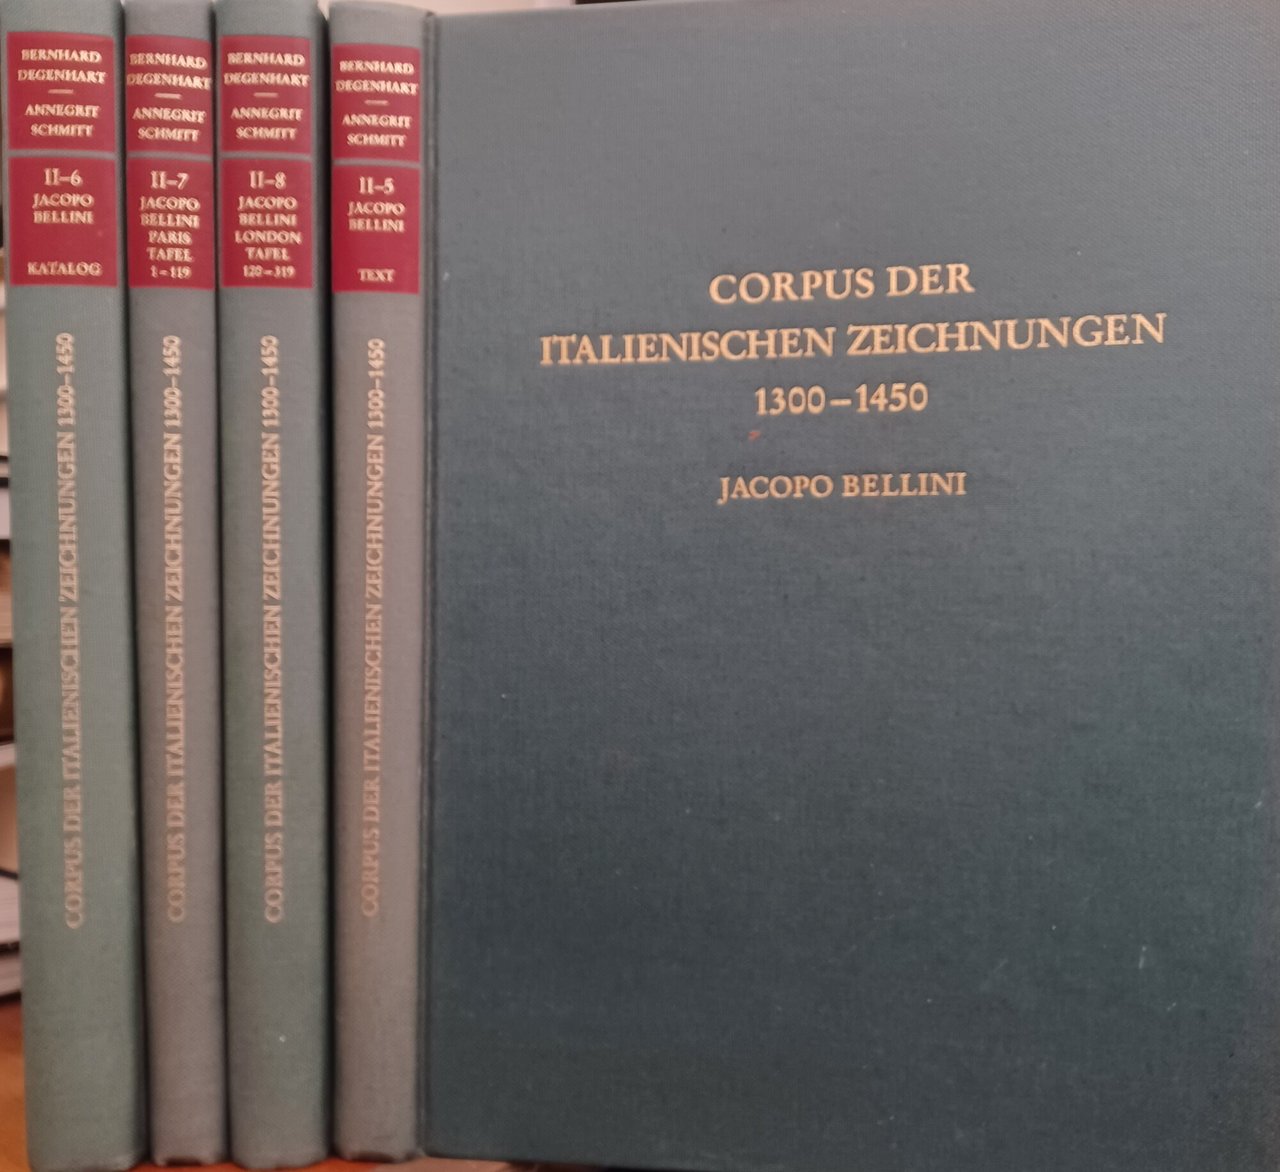 BERNHARD
DEGENHART
ANNEGRIT
SCHMITT
II–6
JACOPO
BELLINI
KATALOG
CORPUS DER ITALIENISCHEN ZEICHNUNGEN 1300–1450
BERNHARD
DEGENHART
ANNEGRIT
SCHMITT
II–7
JACOPO
BELLINI
PARIS
TAFEL
1–119
CORPUS DER ITALIENISCHEN ZEICHNUNGEN 1300–1450
BERNHARD
DEGENHART
ANNEGRIT
SCHMITT
II–8
JACOPO
BELLINI
LONDON
TAFEL
120–319
CORPUS DER ITALIENISCHEN ZEICHNUNGEN 1300–1450
BERNHARD
DEGENHART
ANNEGRIT
SCHMITT
II–5
JACOPO
BELLINI
TEXT
CORPUS DER ITALIENISCHEN ZEICHNUNGEN 1300–1450
CORPUS DER
ITALIENISCHEN ZEICHNUNGEN
1300–1450
JACOPO BELLINI